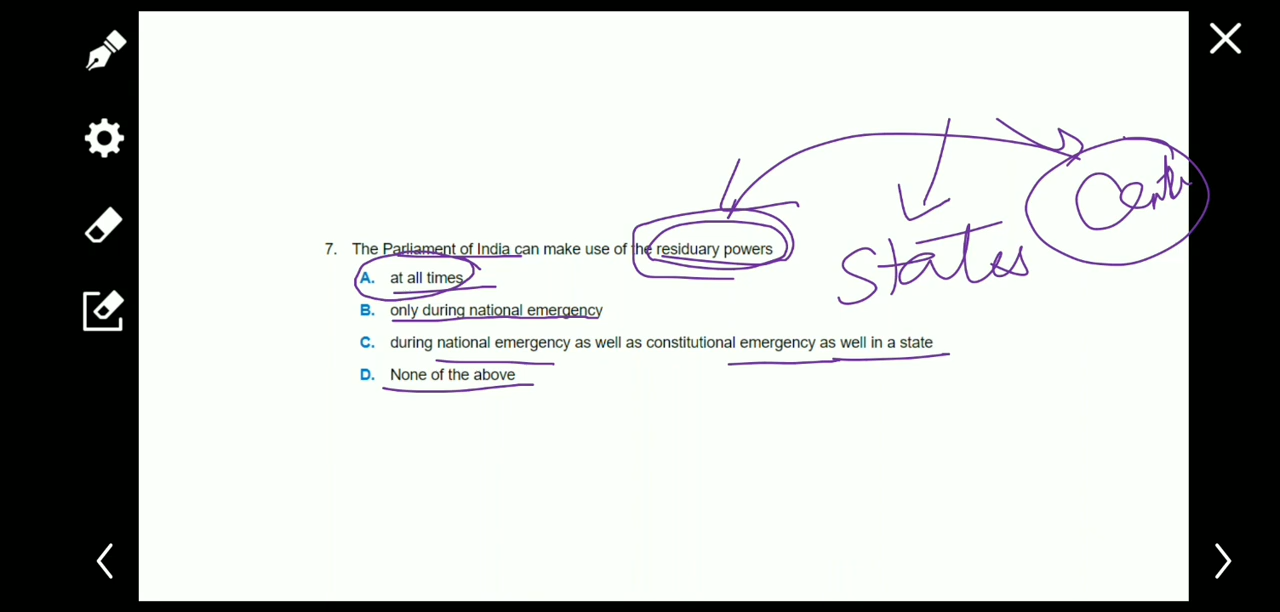 Cent
States
7. The Parliament of India can make use of the residuary powers
A. at all times
B. only during national emergency
C. during national emergency as well as constitutional emergency as well in a state
D. None of the above